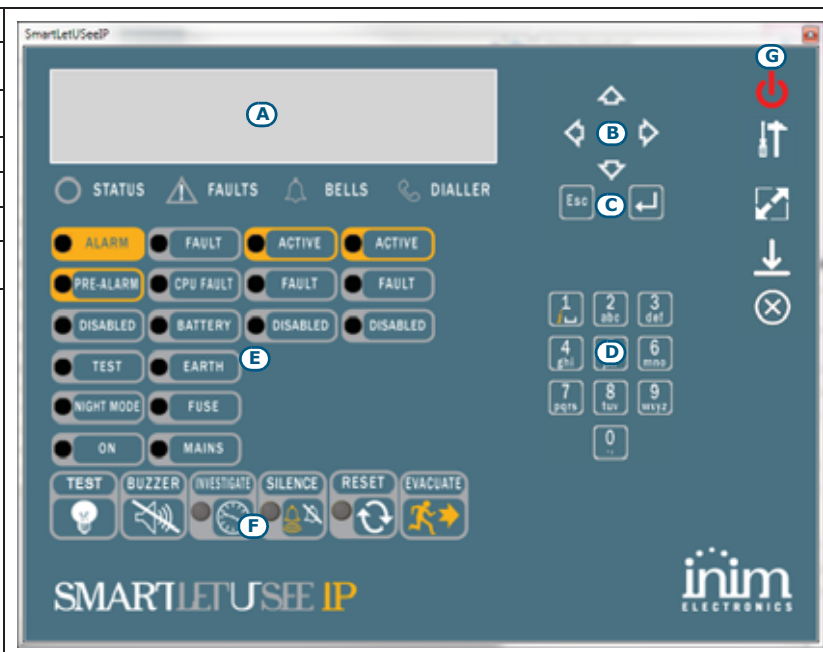 SmartLetUSeeIP
G
A
B
STATUS FAULTS BELLS DIALLER
Esc C
ALARM FAULT ACTIVE ACTIVE
PRE-ALARM CPU FAULT FAULT FAULT
DISABLED BATTERY DISABLED DISABLED
TEST EARTH E
NIGHT MODE FUSE
ON MAINS
1 2 3
abc def
4 D 6
ghi mno
7 8 9
pqrs tuv wxyz
0
TEST BUZZER INVESTIGATE SILENCE RESET EVACUATE
F
SMARTLETUSEE IP
inim
ELECTRONICS